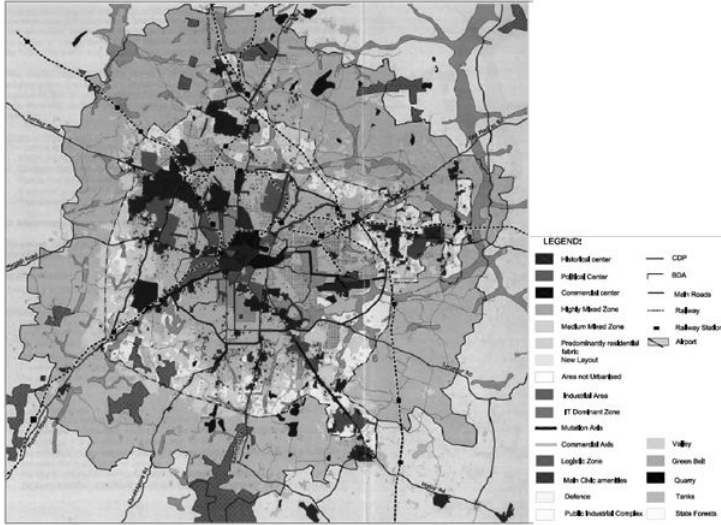 LEGEND:
Historical center
Political Center
Commercial center
Highly Mixed Zone
Medium Mixed Zone
Predominantly residential
fabric
New Layout
Area not Urbanised
Industrial Area
IT Dominant Zone
Mutation Axis
Commercial Axis
Logistic Zone
Main Civic amenities
Defence
Public Industrial Complex
CDP
BDA
Main Roads
Railway
Railway Station
Airport
Valley
Green Belt
Quarry
Tanks
State Forests